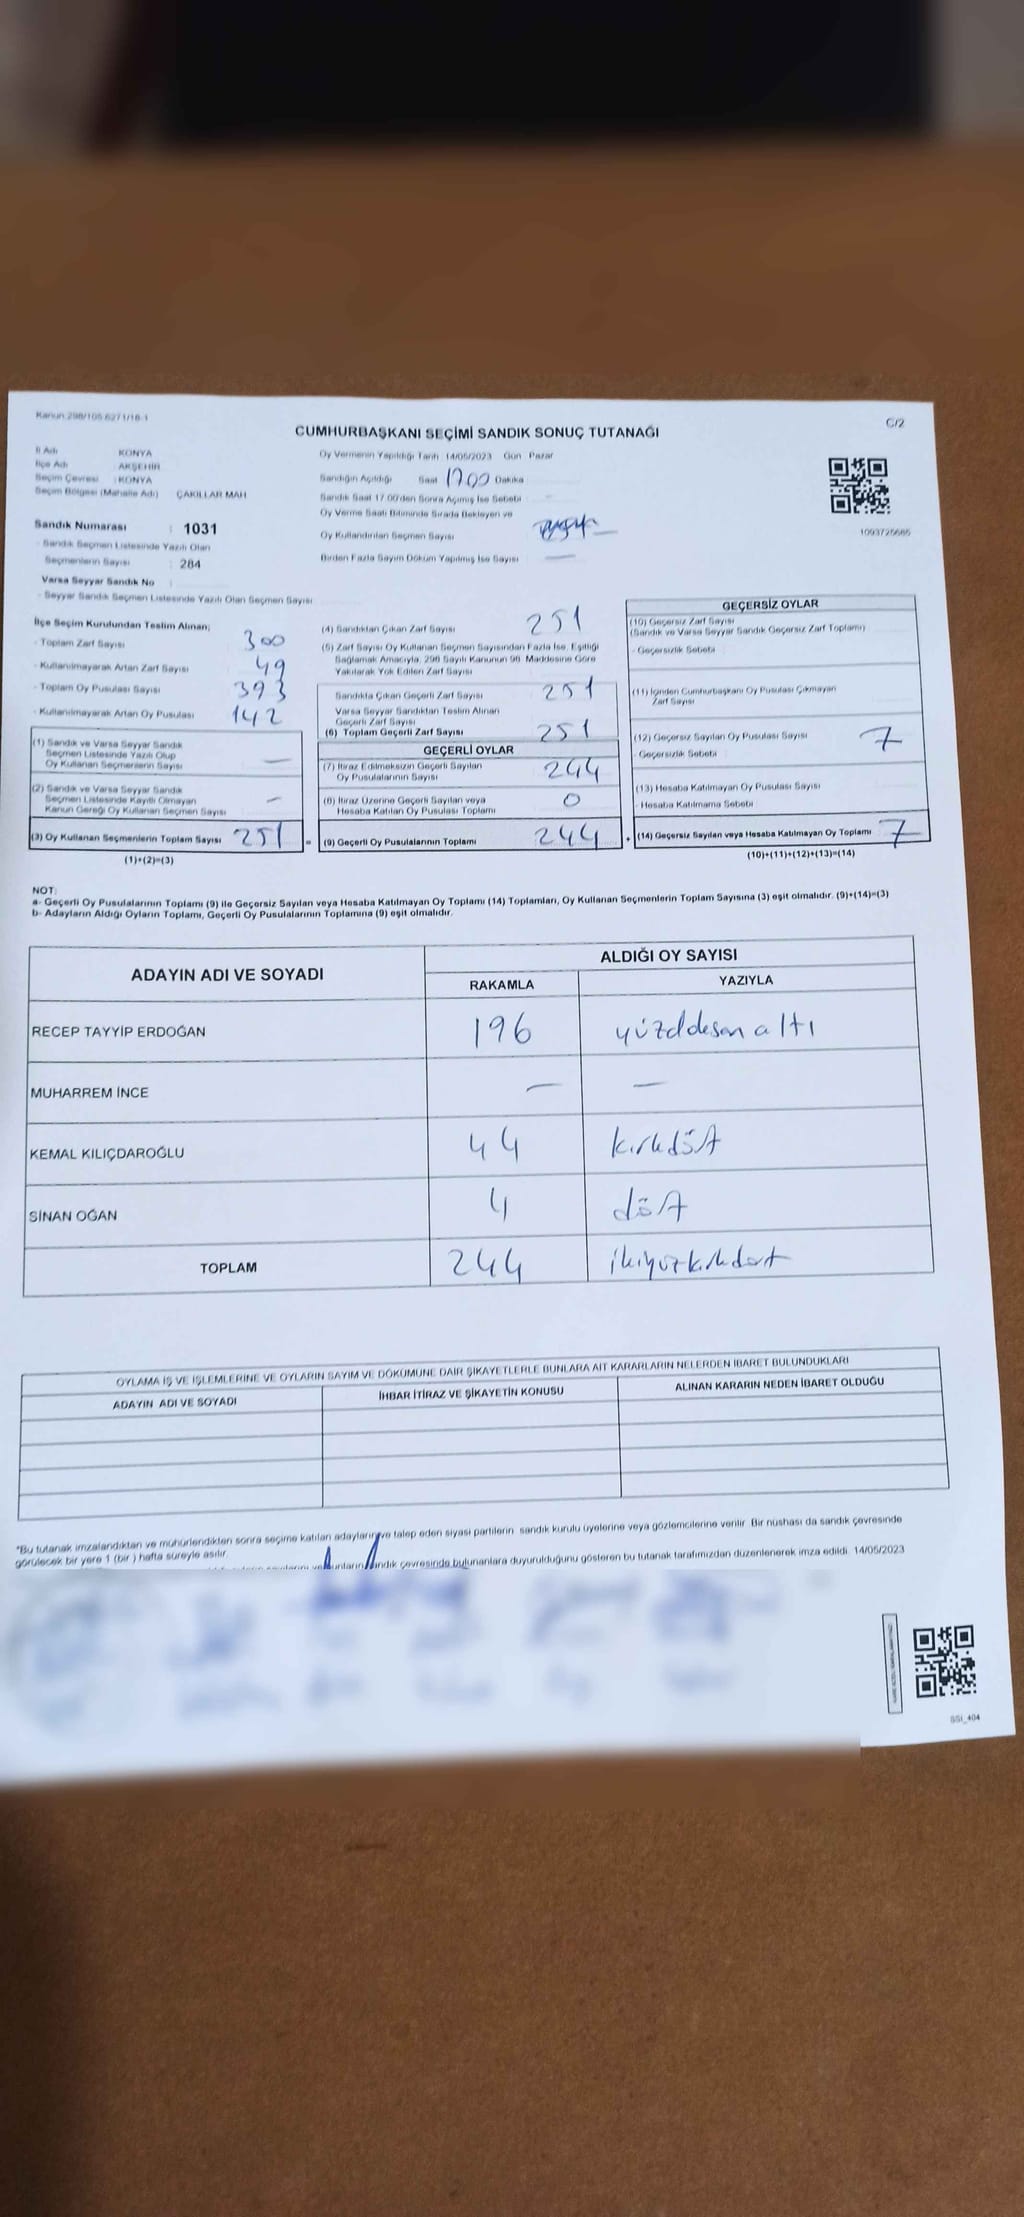 Kanun:298/105.6271/16-1
C/2
CUMHURBAŞKANI SEÇİMİ SANDIK SONUÇ TUTANAĞI
İl Adı : KONYA
İlçe Adı : AKŞEHİR
Seçim Çevresi : KONYA
Seçim Bölgesi (Mahalle Adı) : ÇAKILLAR MAH
Sandık Numarası : 1031
- Sandık Seçmen Listesinde Yazılı Olan
Seçmenlerin Sayısı : 284
Varsa Seyyar Sandık No :
- Seyyar Sandık Seçmen Listesinde Yazılı Olan Seçmen Sayısı
Oy Vermenin Yapıldığı Tarih 14/05/2023 Gün Pazar
Sandığın Açıldığı Saat 17.00 Dakika
Sandık Saat 17.00'den Sonra Açılmış İse Sebebi
Oy Verme Saati Bitiminde Sırada Bekleyen ve
Oy Kullandırılan Seçmen Sayısı
Birden Fazla Sayım Döküm Yapılmış İse Sayısı —
1093725685
İlçe Seçim Kurulundan Teslim Alınan;
- Toplam Zarf Sayısı 300
- Kullanılmayarak Artan Zarf Sayısı 49
- Toplam Oy Pusulası Sayısı 393
- Kullanılmayarak Artan Oy Pusulası 142
(1) Sandık ve Varsa Seyyar Sandık
Seçmen Listesinde Yazılı Olup
Oy Kullanan Seçmenlerin Sayısı —
(2) Sandık ve Varsa Seyyar Sandık
Seçmen Listesinde Kayıtlı Olmayan
Kanun Gereği Oy Kullanan Seçmen Sayısı —
(3) Oy Kullanan Seçmenlerin Toplam Sayısı 251
(1)+(2)=(3)
(4) Sandıktan Çıkan Zarf Sayısı 251
(5) Zarf Sayısı Oy Kullanan Seçmen Sayısından Fazla İse, Eşitliği
Sağlamak Amacıyla, 298 Sayılı Kanunun 98. Maddesine Göre
Yakılarak Yok Edilen Zarf Sayısı
Sandıkta Çıkan Geçerli Zarf Sayısı 251
Varsa Seyyar Sandıktan Teslim Alınan
Geçerli Zarf Sayısı
(6) Toplam Geçerli Zarf Sayısı 251
GEÇERLİ OYLAR
(7) İtiraz Edilmeksizin Geçerli Sayılan
Oy Pusulalarının Sayısı 244
(8) İtiraz Üzerine Geçerli Sayılan veya
Hesaba Katılan Oy Pusulası Toplamı 0
= (9) Geçerli Oy Pusulalarının Toplamı 244
GEÇERSİZ OYLAR
(10) Geçersiz Zarf Sayısı
(Sandık ve Varsa Seyyar Sandık Geçersiz Zarf Toplamı)
- Geçersizlik Sebebi
(11) İçinden Cumhurbaşkanı Oy Pusulası Çıkmayan
Zarf Sayısı
(12) Geçersiz Sayılan Oy Pusulası Sayısı 7
- Geçersizlik Sebebi
(13) Hesaba Katılmayan Oy Pusulası Sayısı
- Hesaba Katılmama Sebebi
+ (14) Geçersiz Sayılan veya Hesaba Katılmayan Oy Toplamı 7
(10)+(11)+(12)+(13)=(14)
NOT:
a- Geçerli Oy Pusulalarının Toplamı (9) ile Geçersiz Sayılan veya Hesaba Katılmayan Oy Toplamı (14) Toplamları, Oy Kullanan Seçmenlerin Toplam Sayısına (3) eşit olmalıdır. (9)+(14)=(3)
b- Adayların Aldığı Oyların Toplamı, Geçerli Oy Pusulalarının Toplamına (9) eşit olmalıdır.
ADAYIN ADI VE SOYADI
ALDIĞI OY SAYISI
RAKAMLA YAZIYLA
RECEP TAYYİP ERDOĞAN 196 yüzddesan altı
MUHARREM İNCE — —
KEMAL KILIÇDAROĞLU 44 kırkdört
SİNAN OĞAN 4 dört
TOPLAM 244 ikiyüzkırkdört
OYLAMA İŞ VE İŞLEMLERİNE VE OYLARIN SAYIM VE DÖKÜMÜNE DAİR ŞİKAYETLERLE BUNLARA AİT KARARLARIN NELERDEN İBARET BULUNDUKLARI
ADAYIN ADI VE SOYADI İHBAR İTİRAZ VE ŞİKAYETİN KONUSU ALINAN KARARIN NEDEN İBARET OLDUĞU
*Bu tutanak imzalandıktan ve mühürlendikten sonra seçime katılan adayların ve talep eden siyasi partilerin sandık kurulu üyelerine veya gözlemcilerine verilir. Bir nüshası da sandık çevresinde
görülecek bir yere 1 (bir) hafta süreyle asılır.
sandık çevresinde bulunanlara duyurulduğunu gösteren bu tutanak tarafımızdan düzenlenerek imza edildi. 14/05/2023
SSI_404